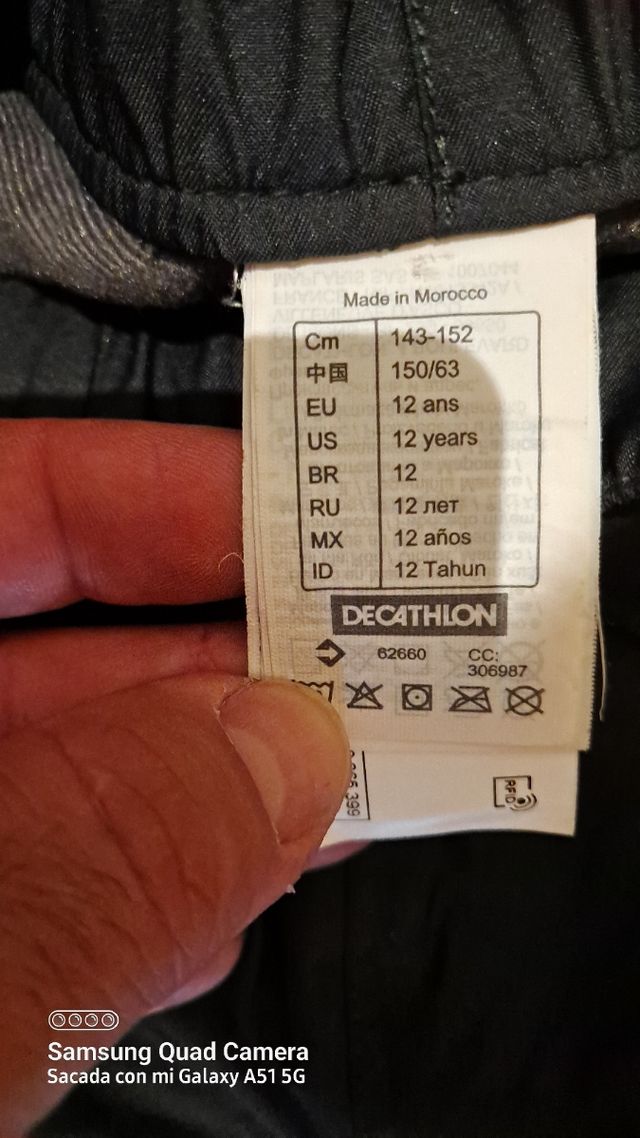 Made in Morocco
Cm 143-152
中国 150/63
EU 12 ans
US 12 years
BR 12
RU 12 лет
MX 12 años
ID 12 Tahun
DECATHLON
62660 CC:
306987
RFID
Samsung Quad Camera
Sacada con mi Galaxy A51 5G